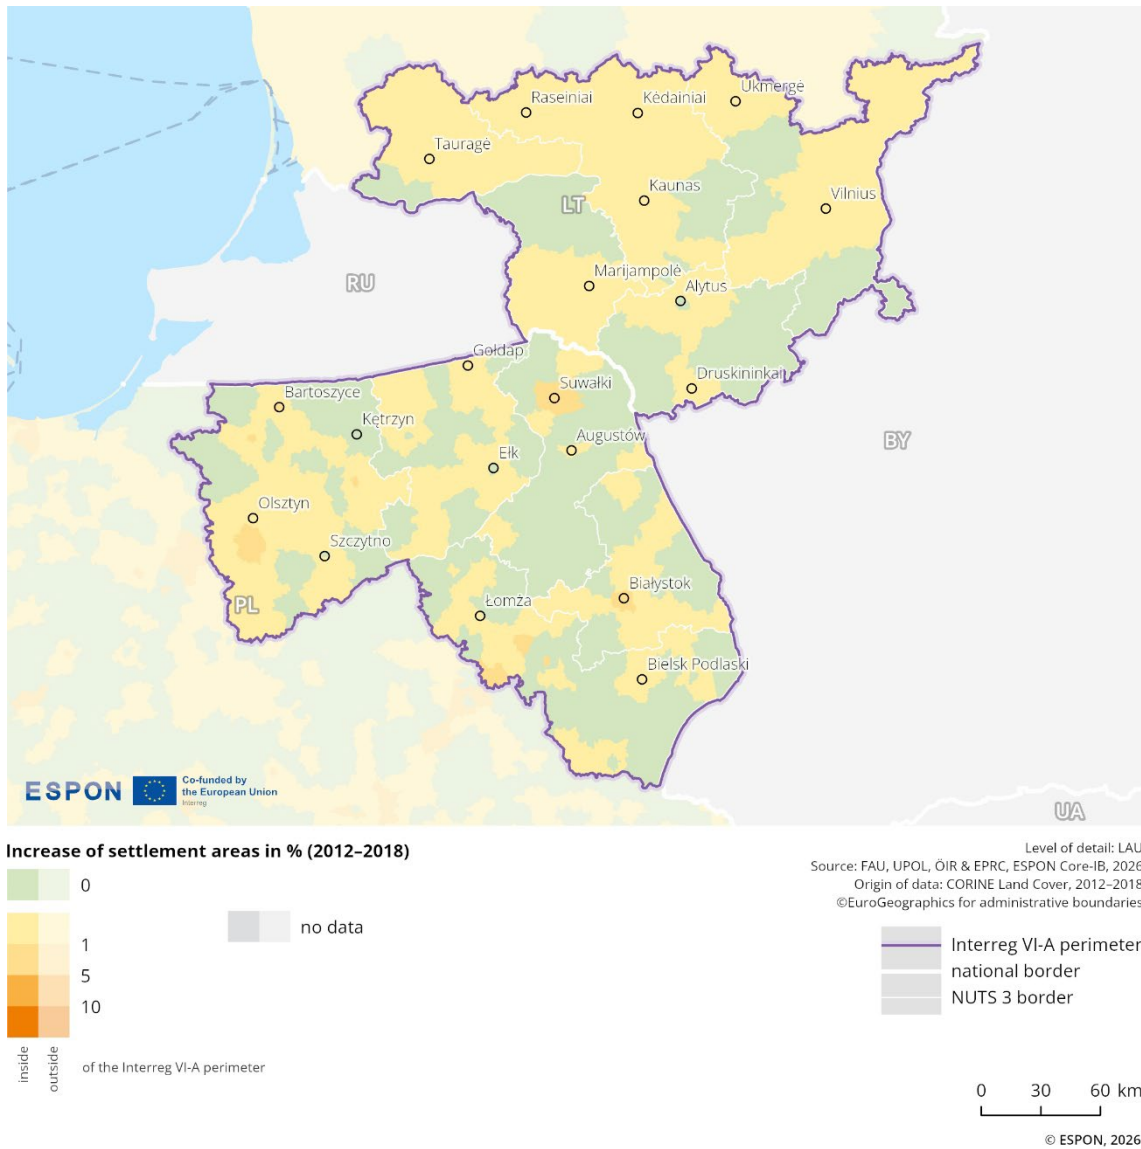 Ukmergė
Raseiniai
Kėdainiai
Tauragė
Kaunas
Vilnius
LT
Marijampolė
RU
Alytus
Gołdap
Druskininkai
Suwałki
Bartoszyce
Kętrzyn
Augustów
BY
Ełk
Olsztyn
Szczytno
Białystok
PL
Łomża
Bielsk Podlaski
ESPON
Co-funded by
the European Union
Interreg
UA
Increase of settlement areas in % (2012–2018)
0
1
5
10
no data
inside
outside
of the Interreg VI-A perimeter
Level of detail: LAU
Source: FAU, UPOL, ÖIR & EPRC, ESPON Core-IB, 2026
Origin of data: CORINE Land Cover, 2012–2018
©EuroGeographics for administrative boundaries
Interreg VI-A perimeter
national border
NUTS 3 border
0 30 60 km
© ESPON, 2026